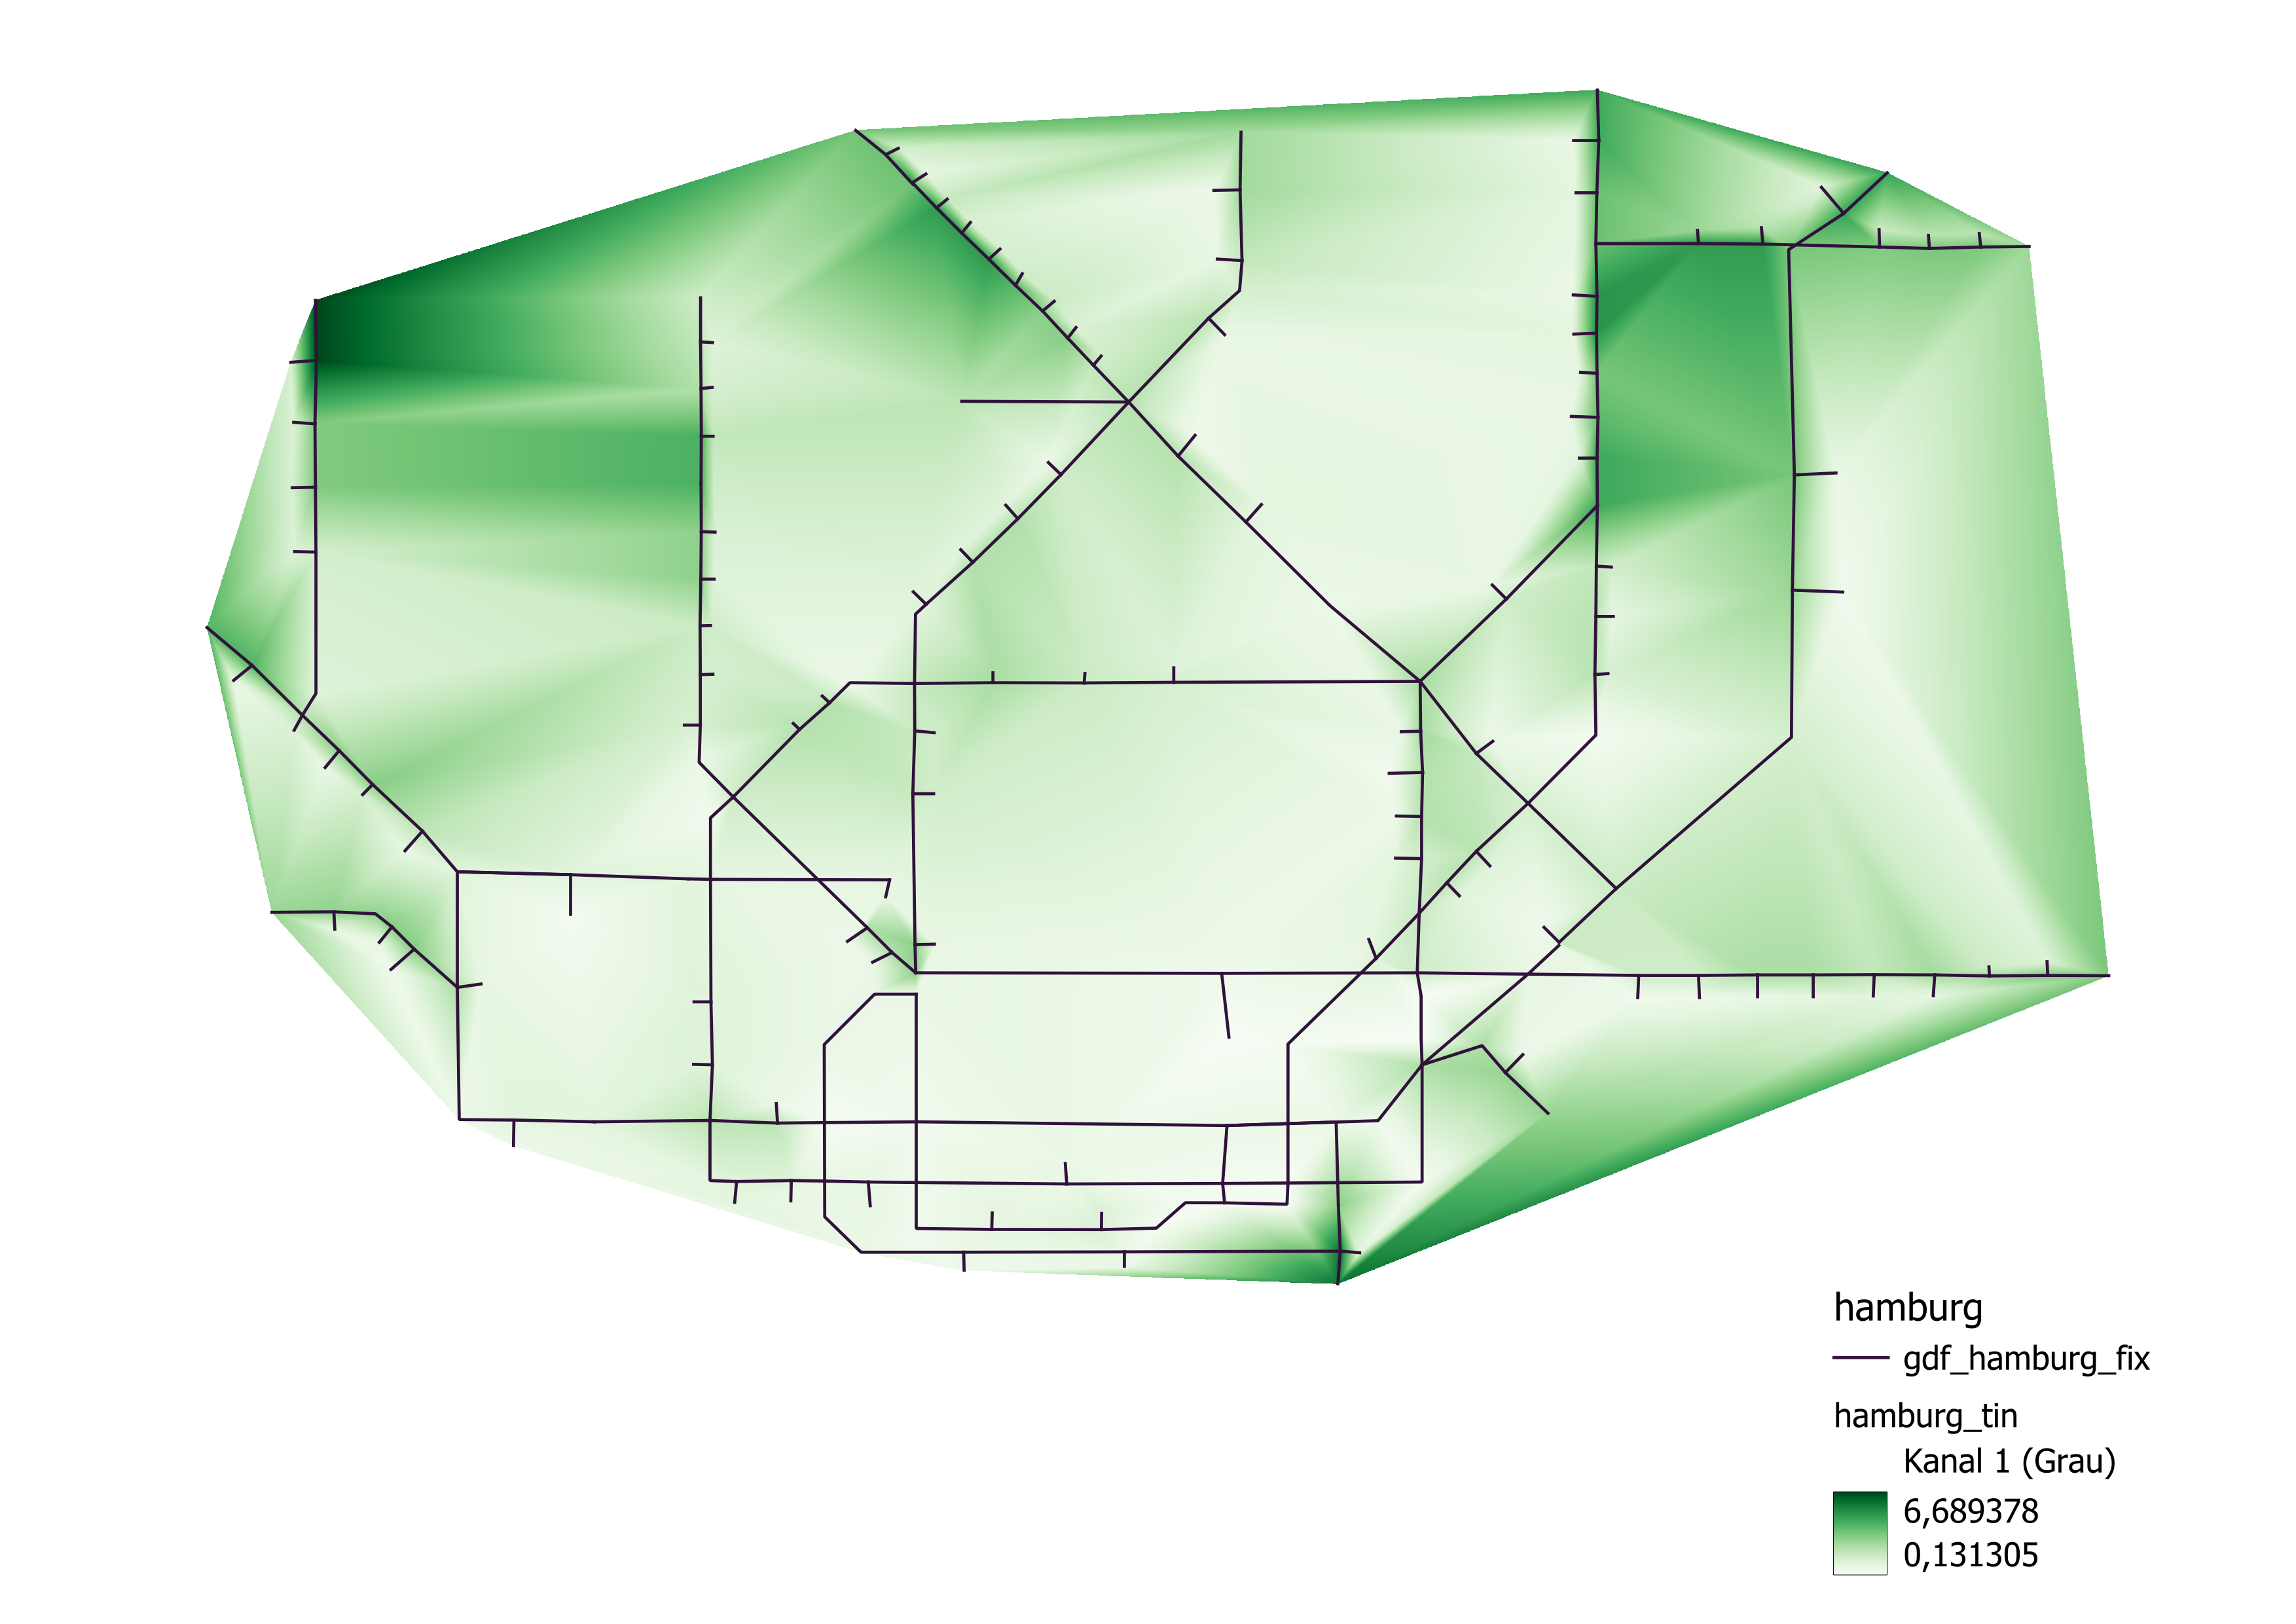 hamburg
gdf_hamburg_fix
hamburg_tin
Kanal 1 (Grau)
6,689378
0,131305